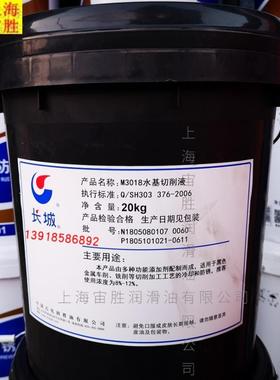 上海
宙胜
长城
13918586892
产品名称：M3018水基切削液
执行标准：Q/SH303 376-2006
净含量：20kg
产品检验合格 生产日期见包装
N1805080107 0060
P1805101021-0611
主要用途：
本产品由多种功能添加剂配制而成，适用于黑色
金属车削、铣削等切削加工工艺的冷却和防锈。推荐
使用浓度为8%-12%。
上海宙胜润滑油有限公司